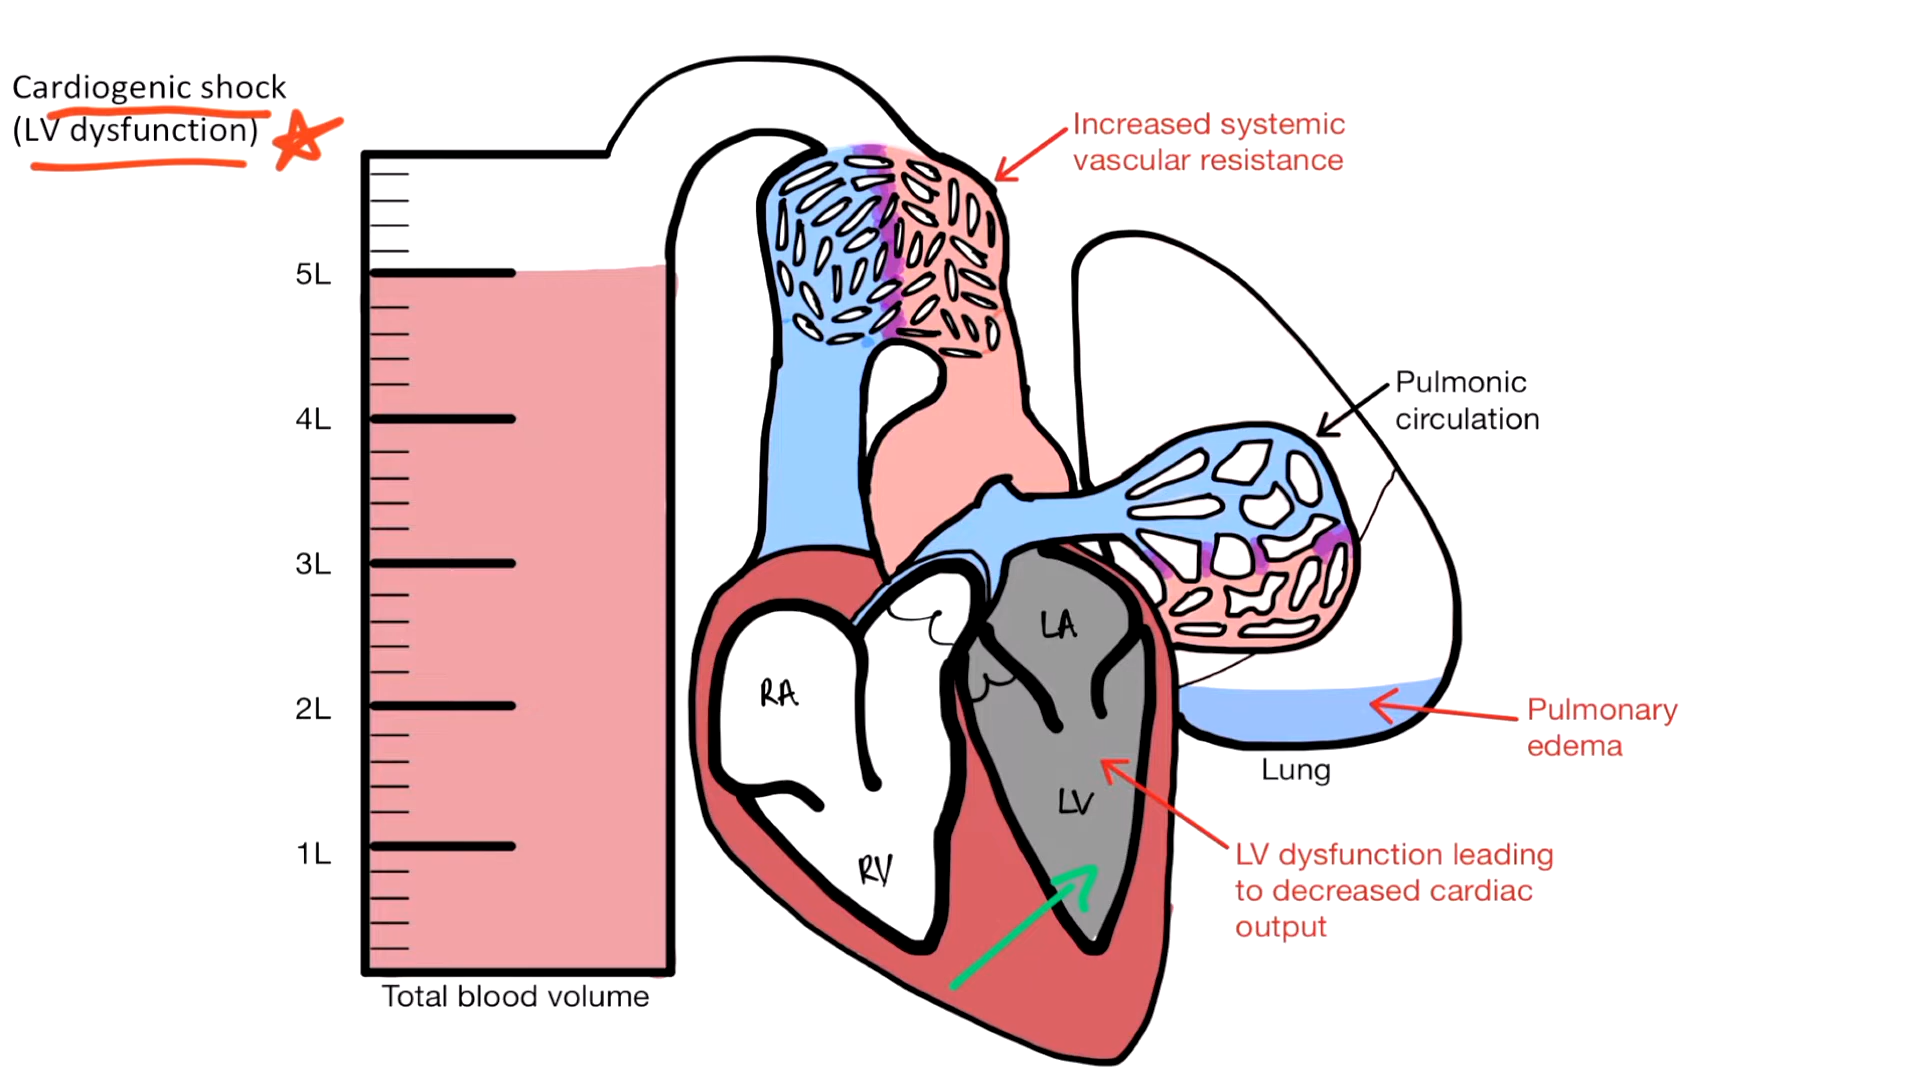 Cardiogenic shock
(LV dysfunction)
Increased systemic
vascular resistance
5L
4L
3L
2L
1L
Total blood volume
Pulmonic
circulation
LA
RA
LV
RV
Pulmonary
edema
Lung
LV dysfunction leading
to decreased cardiac
output